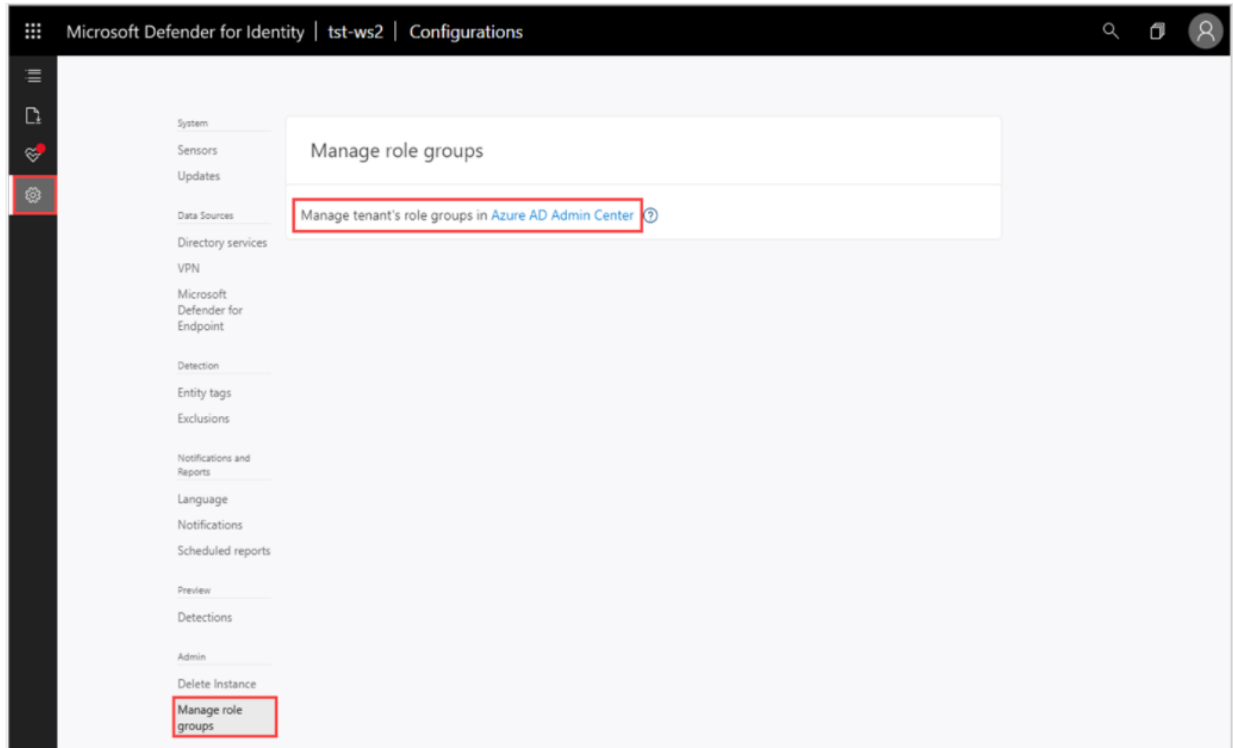 Microsoft Defender for Identity | tst-ws2 | Configurations
System
Sensors
Updates
Data Sources
Directory services
VPN
Microsoft
Defender for
Endpoint
Detection
Entity tags
Exclusions
Notifications and
Reports
Language
Notifications
Scheduled reports
Preview
Detections
Admin
Delete Instance
Manage role
groups
Manage role groups
Manage tenant's role groups in Azure AD Admin Center